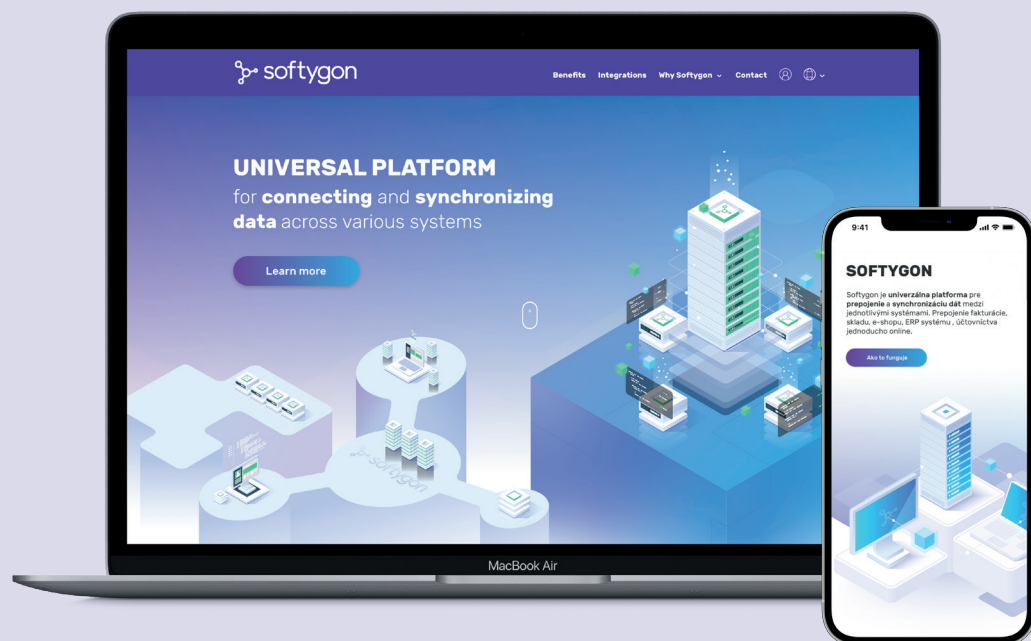 softygon
Benefits Integrations Why Softygon Contact
UNIVERSAL PLATFORM
for connecting and synchronizing
data across various systems
Learn more
softygon
MacBook Air
9:41
SOFTYGON
Softygon je univerzálna platforma pre
prepojenie a synchronizáciu dát medzi
jednotlivými systémami. Prepojenie fakturácie,
skladu, e-shopu, ERP systému , účtovníctva
jednoducho online.
Ako to funguje